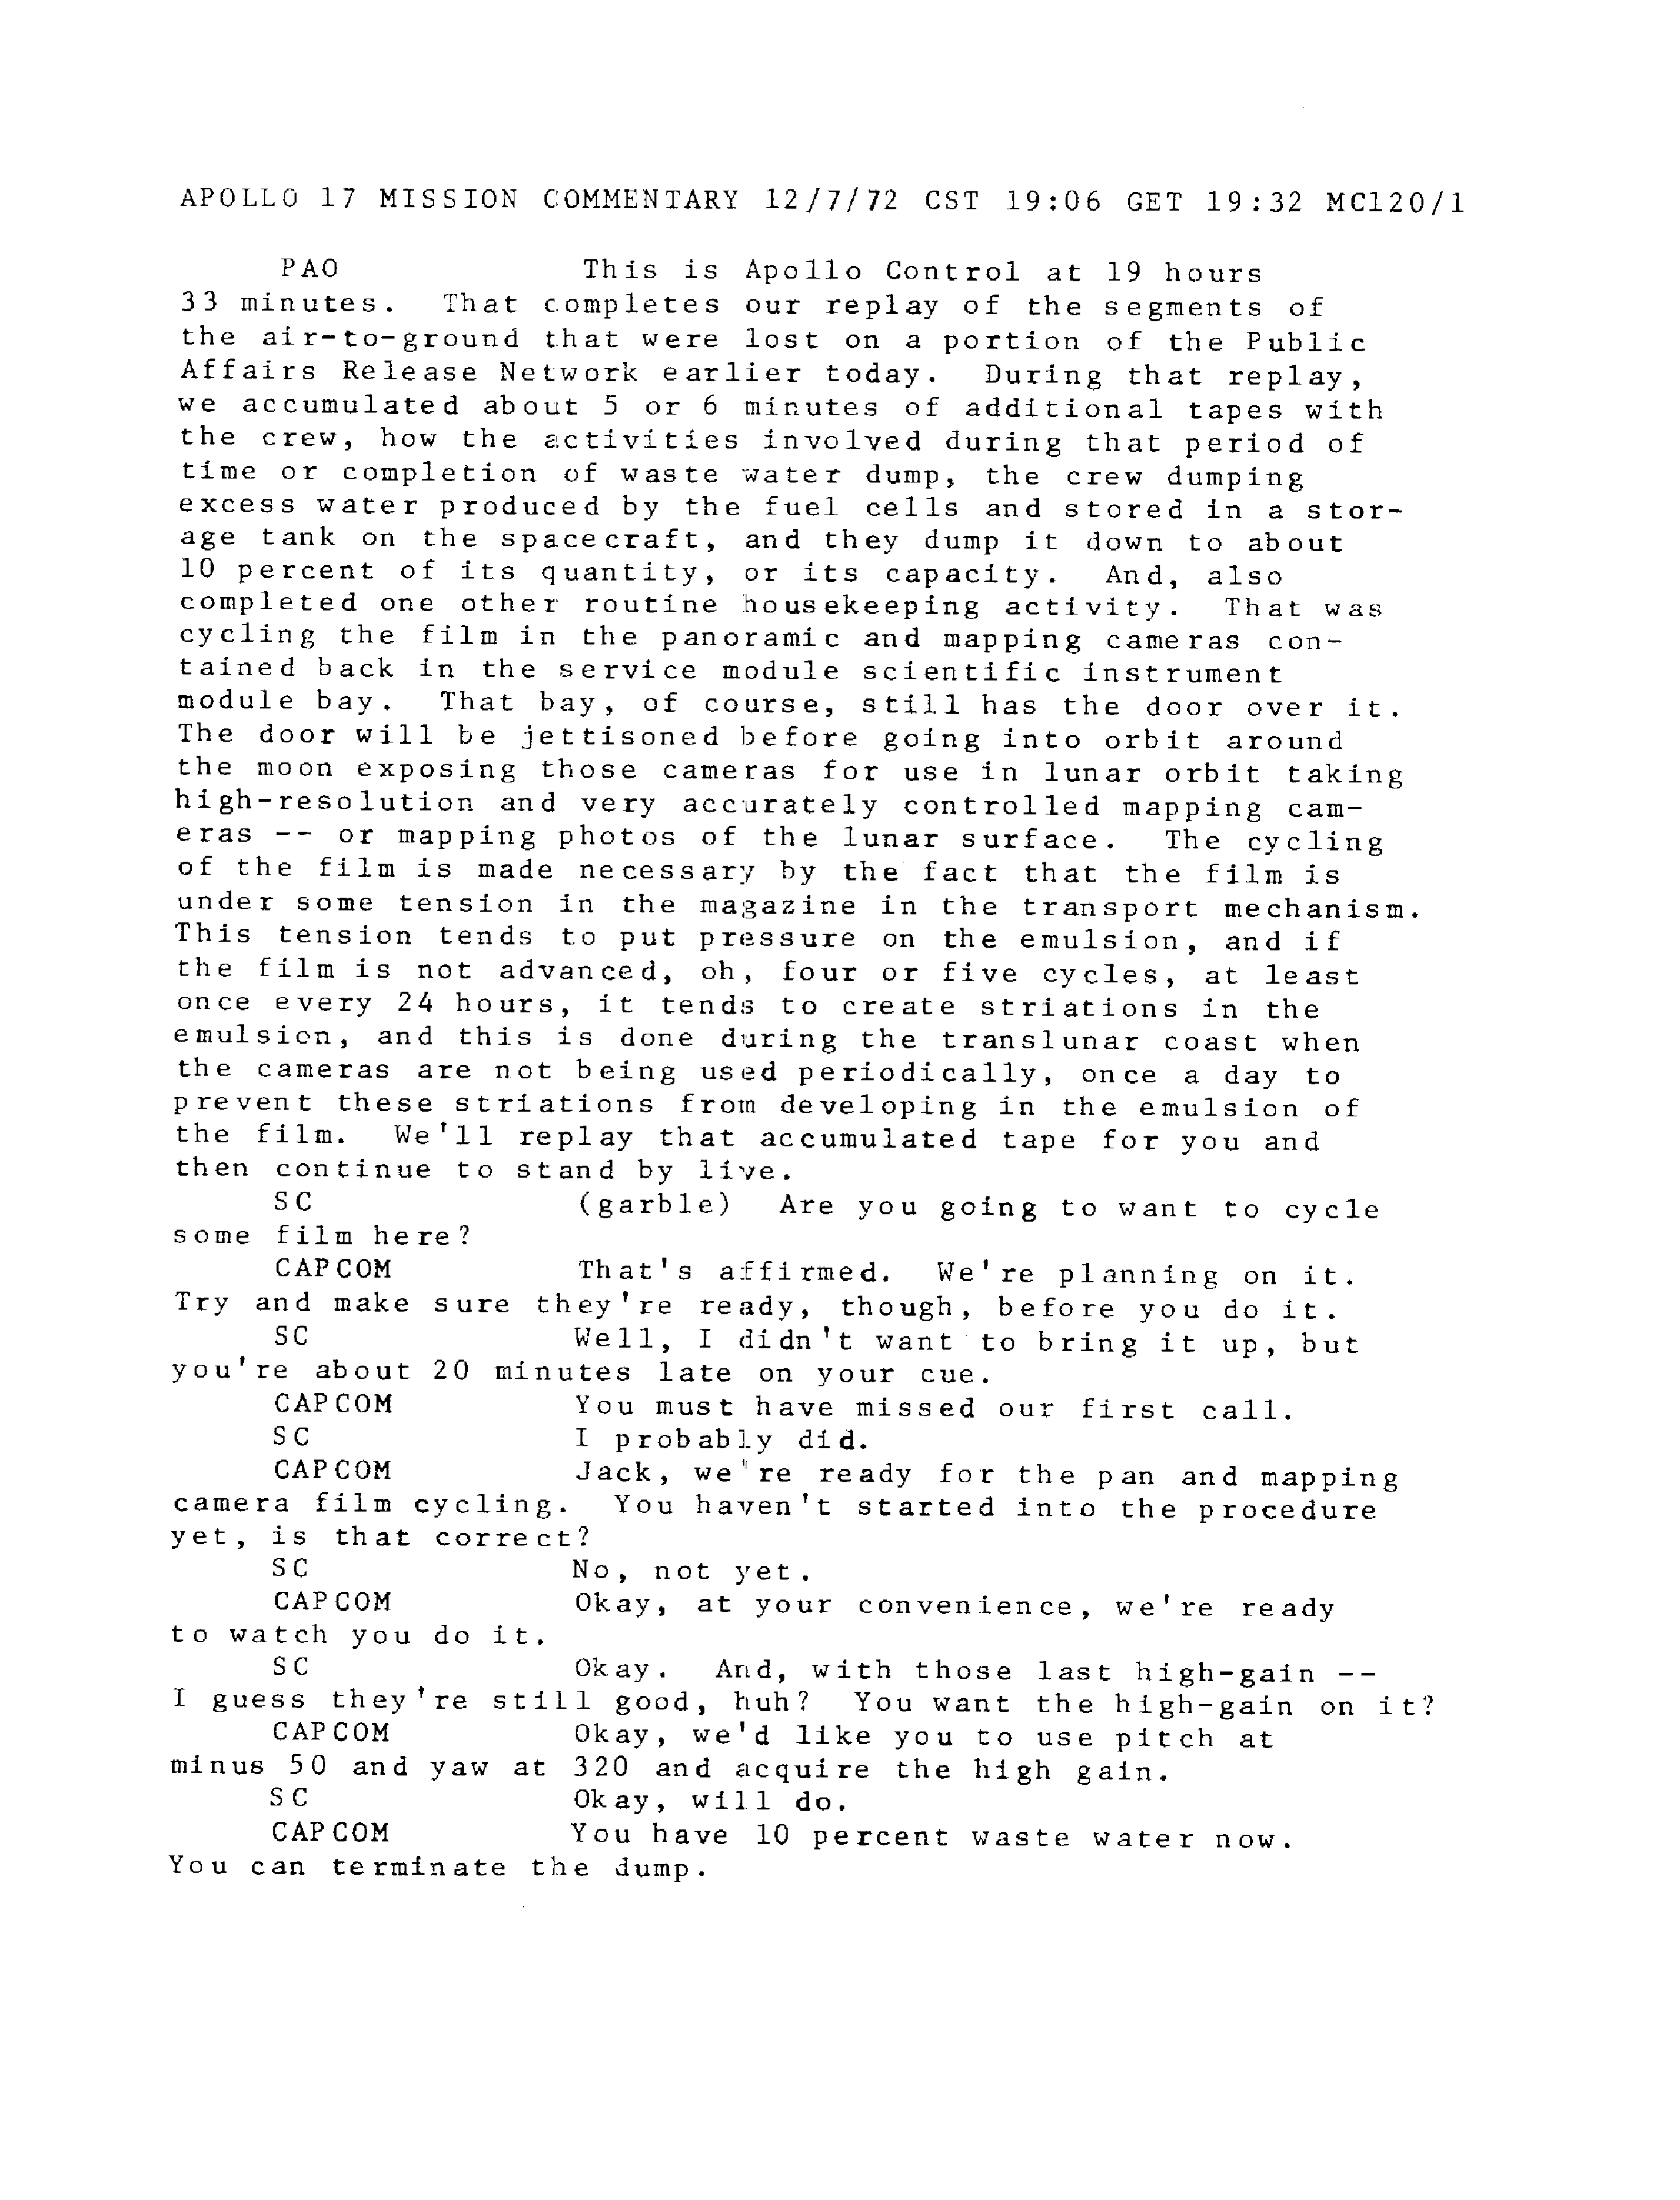 APOLLO 17 MISSION COMMENTARY 12/7/72 CST 19:06 GET 19:32 MC120/1
PAO This is Apollo Control at 19 hours
33 minutes. That completes our replay of the segments of
the air-to-ground that were lost on a portion of the Public
Affairs Release Network earlier today. During that replay,
we accumulated about 5 or 6 minutes of additional tapes with
the crew, how the activities involved during that period of
time or completion of waste water dump, the crew dumping
excess water produced by the fuel cells and stored in a stor-
age tank on the spacecraft, and they dump it down to about
10 percent of its quantity, or its capacity. And, also
completed one other routine housekeeping activity. That was
cycling the film in the panoramic and mapping cameras con-
tained back in the service module scientific instrument
module bay. That bay, of course, still has the door over it.
The door will be jettisoned before going into orbit around
the moon exposing those cameras for use in lunar orbit taking
high-resolution and very accurately controlled mapping cam-
eras -- or mapping photos of the lunar surface. The cycling
of the film is made necessary by the fact that the film is
under some tension in the magazine in the transport mechanism.
This tension tends to put pressure on the emulsion, and if
the film is not advanced, oh, four or five cycles, at least
once every 24 hours, it tends to create striations in the
emulsion, and this is done during the translunar coast when
the cameras are not being used periodically, once a day to
prevent these striations from developing in the emulsion of
the film. We'll replay that accumulated tape for you and
then continue to stand by live.
SC (garble) Are you going to want to cycle
some film here?
CAPCOM That's affirmed. We're planning on it.
Try and make sure they're ready, though, before you do it.
SC Well, I didn't want to bring it up, but
you're about 20 minutes late on your cue.
CAPCOM You must have missed our first call.
SC I probably did.
CAPCOM Jack, we're ready for the pan and mapping
camera film cycling. You haven't started into the procedure
yet, is that correct?
SC No, not yet.
CAPCOM Okay, at your convenience, we're ready
to watch you do it.
SC Okay. And, with those last high-gain --
I guess they're still good, huh? You want the high-gain on it?
CAPCOM Okay, we'd like you to use pitch at
minus 50 and yaw at 320 and acquire the high gain.
SC Okay, will do.
CAPCOM You have 10 percent waste water now.
You can terminate the dump.